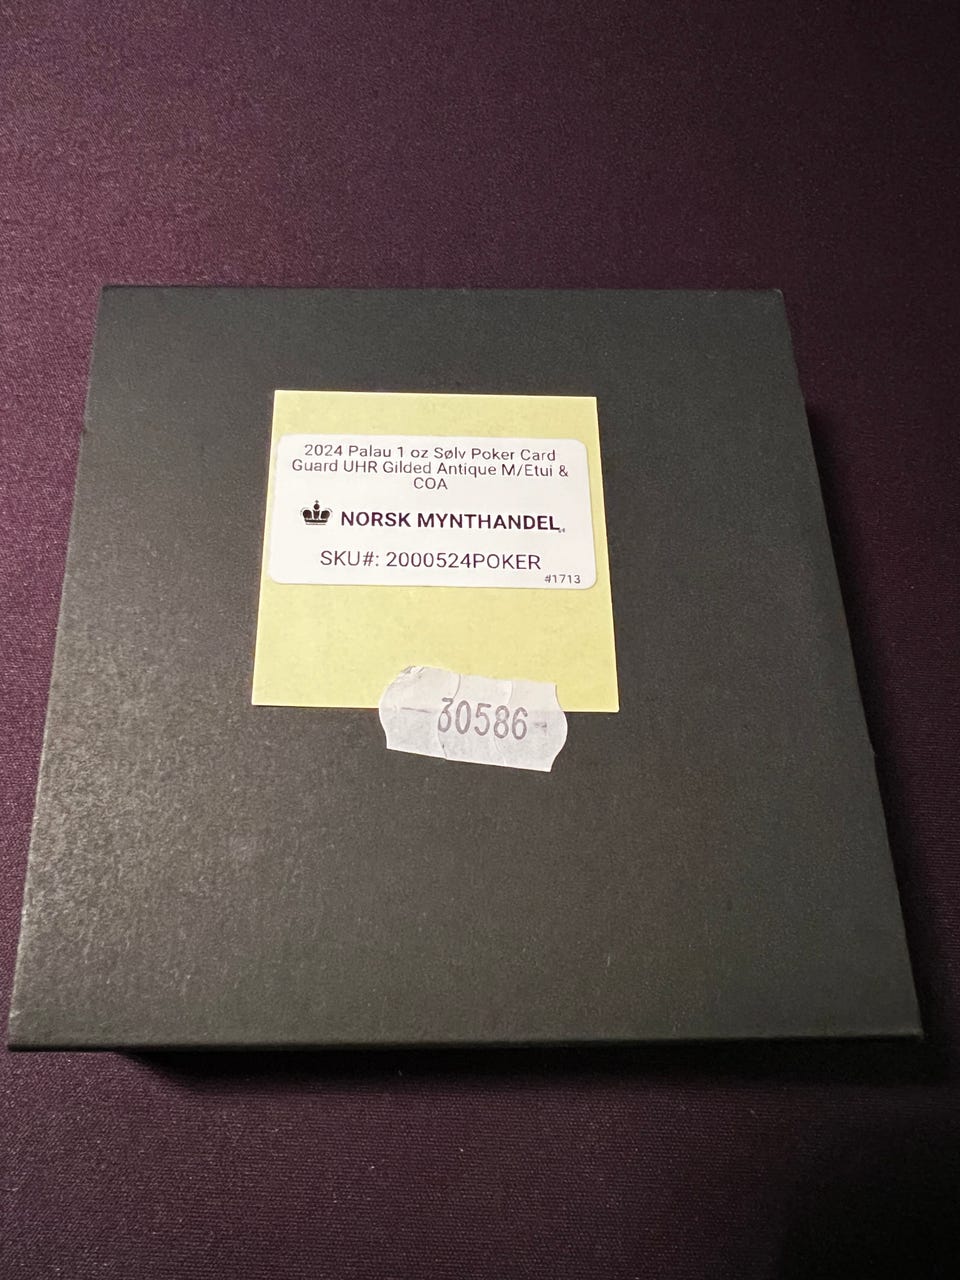 2024 Palau 1 oz Sølv Poker Card
Guard UHR Gilded Antique M/Etui &
COA
NORSK MYNTHANDEL
SKU#: 2000524POKER
#1713
30586